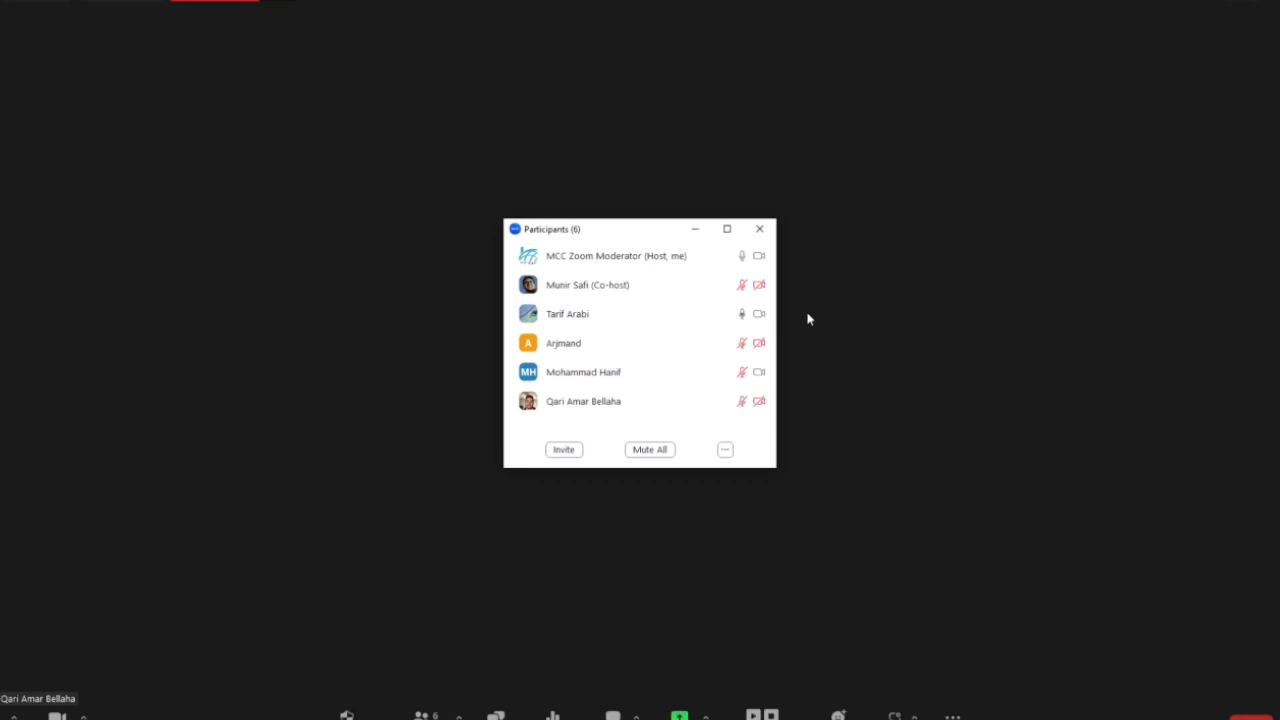 Participants (6)
MCC Zoom Moderator (Host, me)
Munir Safi (Co-host)
Tarif Arabi
A Arjmand
MH Mohammad Hanif
Qari Amar Bellaha
Invite Mute All
Qari Amar Bellaha
6